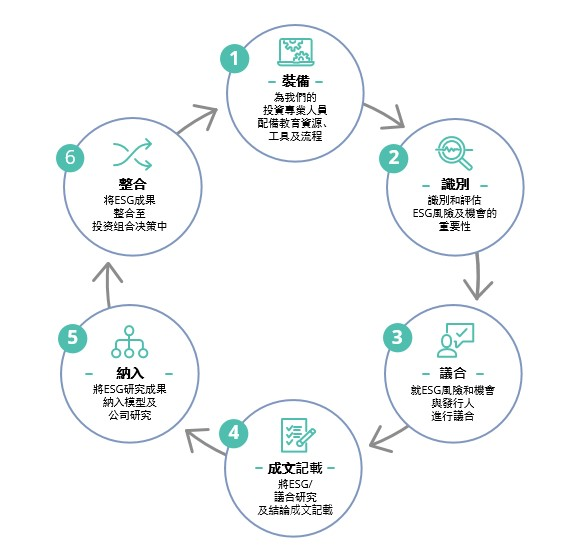 1
裝備
為我們的
投資專業人員
配備教育資源、
工具及流程
2
識別
識別和評估
ESG風險及機會的
重要性
3
議合
就ESG風險和機會
與發行人
進行議合
4
成文記載
將ESG/
議合研究
及結論成文記載
5
納入
將ESG研究成果
納入模型及
公司研究
6
整合
将ESG成果
整合至
投资组合决策中